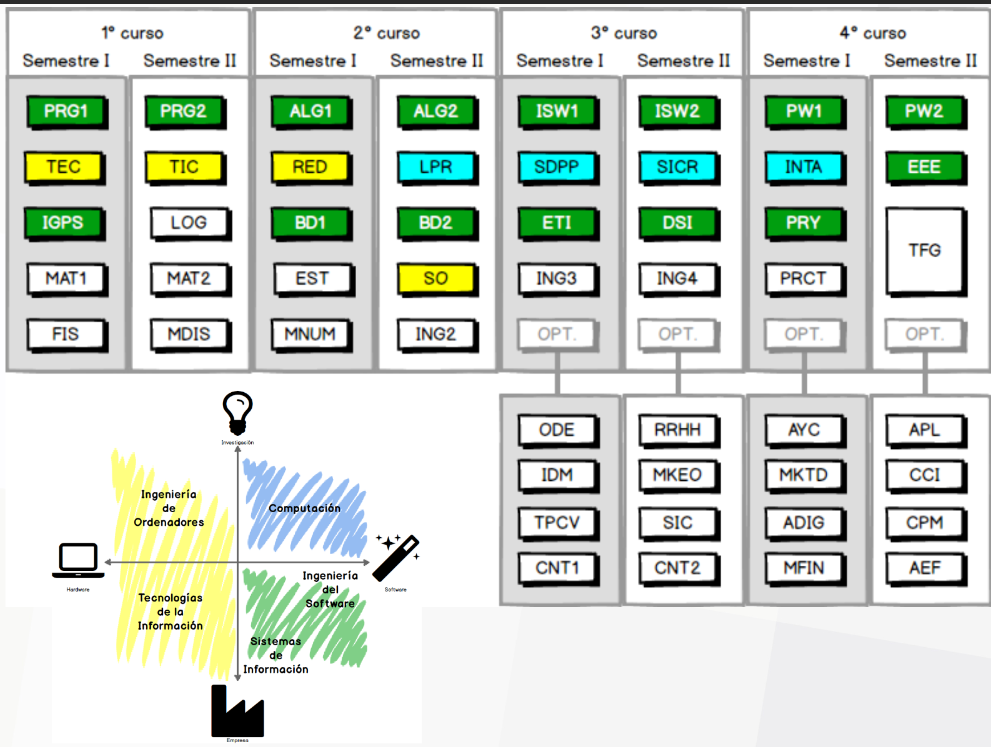 1° curso 2° curso 3° curso 4° curso
Semestre I Semestre II Semestre I Semestre II Semestre I Semestre II Semestre I Semestre II
PRG1 PRG2 ALG1 ALG2 ISW1 ISW2 PW1 PW2
TEC TIC RED LPR SDPP SICR INTA EEE
IGPS LOG BD1 BD2 ETI DSI PRY TFG
MAT1 MAT2 EST SO ING3 ING4 PRCT
FIS MDIS MNUM ING2 OPT. OPT. OPT. OPT.
ODE RRHH AYC APL
IDM MKEO MKTD CCI
TPCV SIC ADIG CPM
CNT1 CNT2 MFIN AEF
Investigación
Ingeniería
de
Ordenadores
Computación
Hardware
Software
Tecnologías
de la
Información
Ingeniería
del
Software
Sistemas
de
Información
Empresa